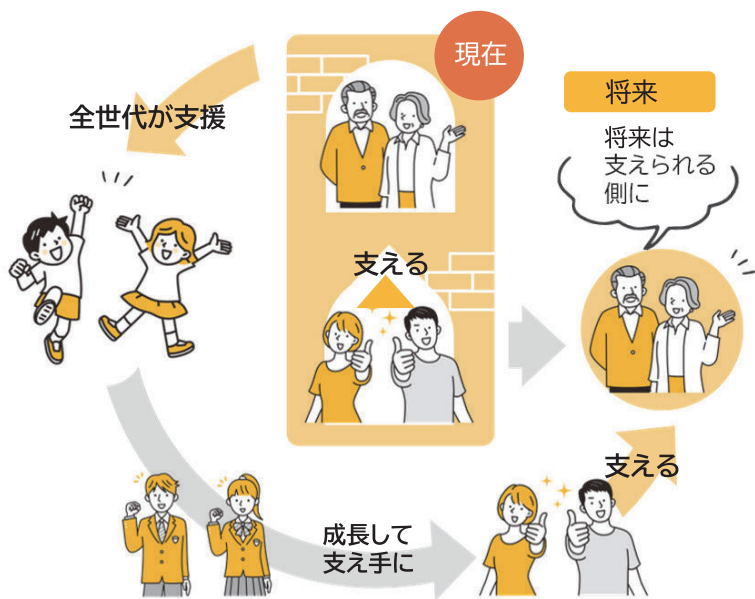 現在
全世代が支援
支える
将来
将来は
支えられる
側に
支える
成長して
支え手に